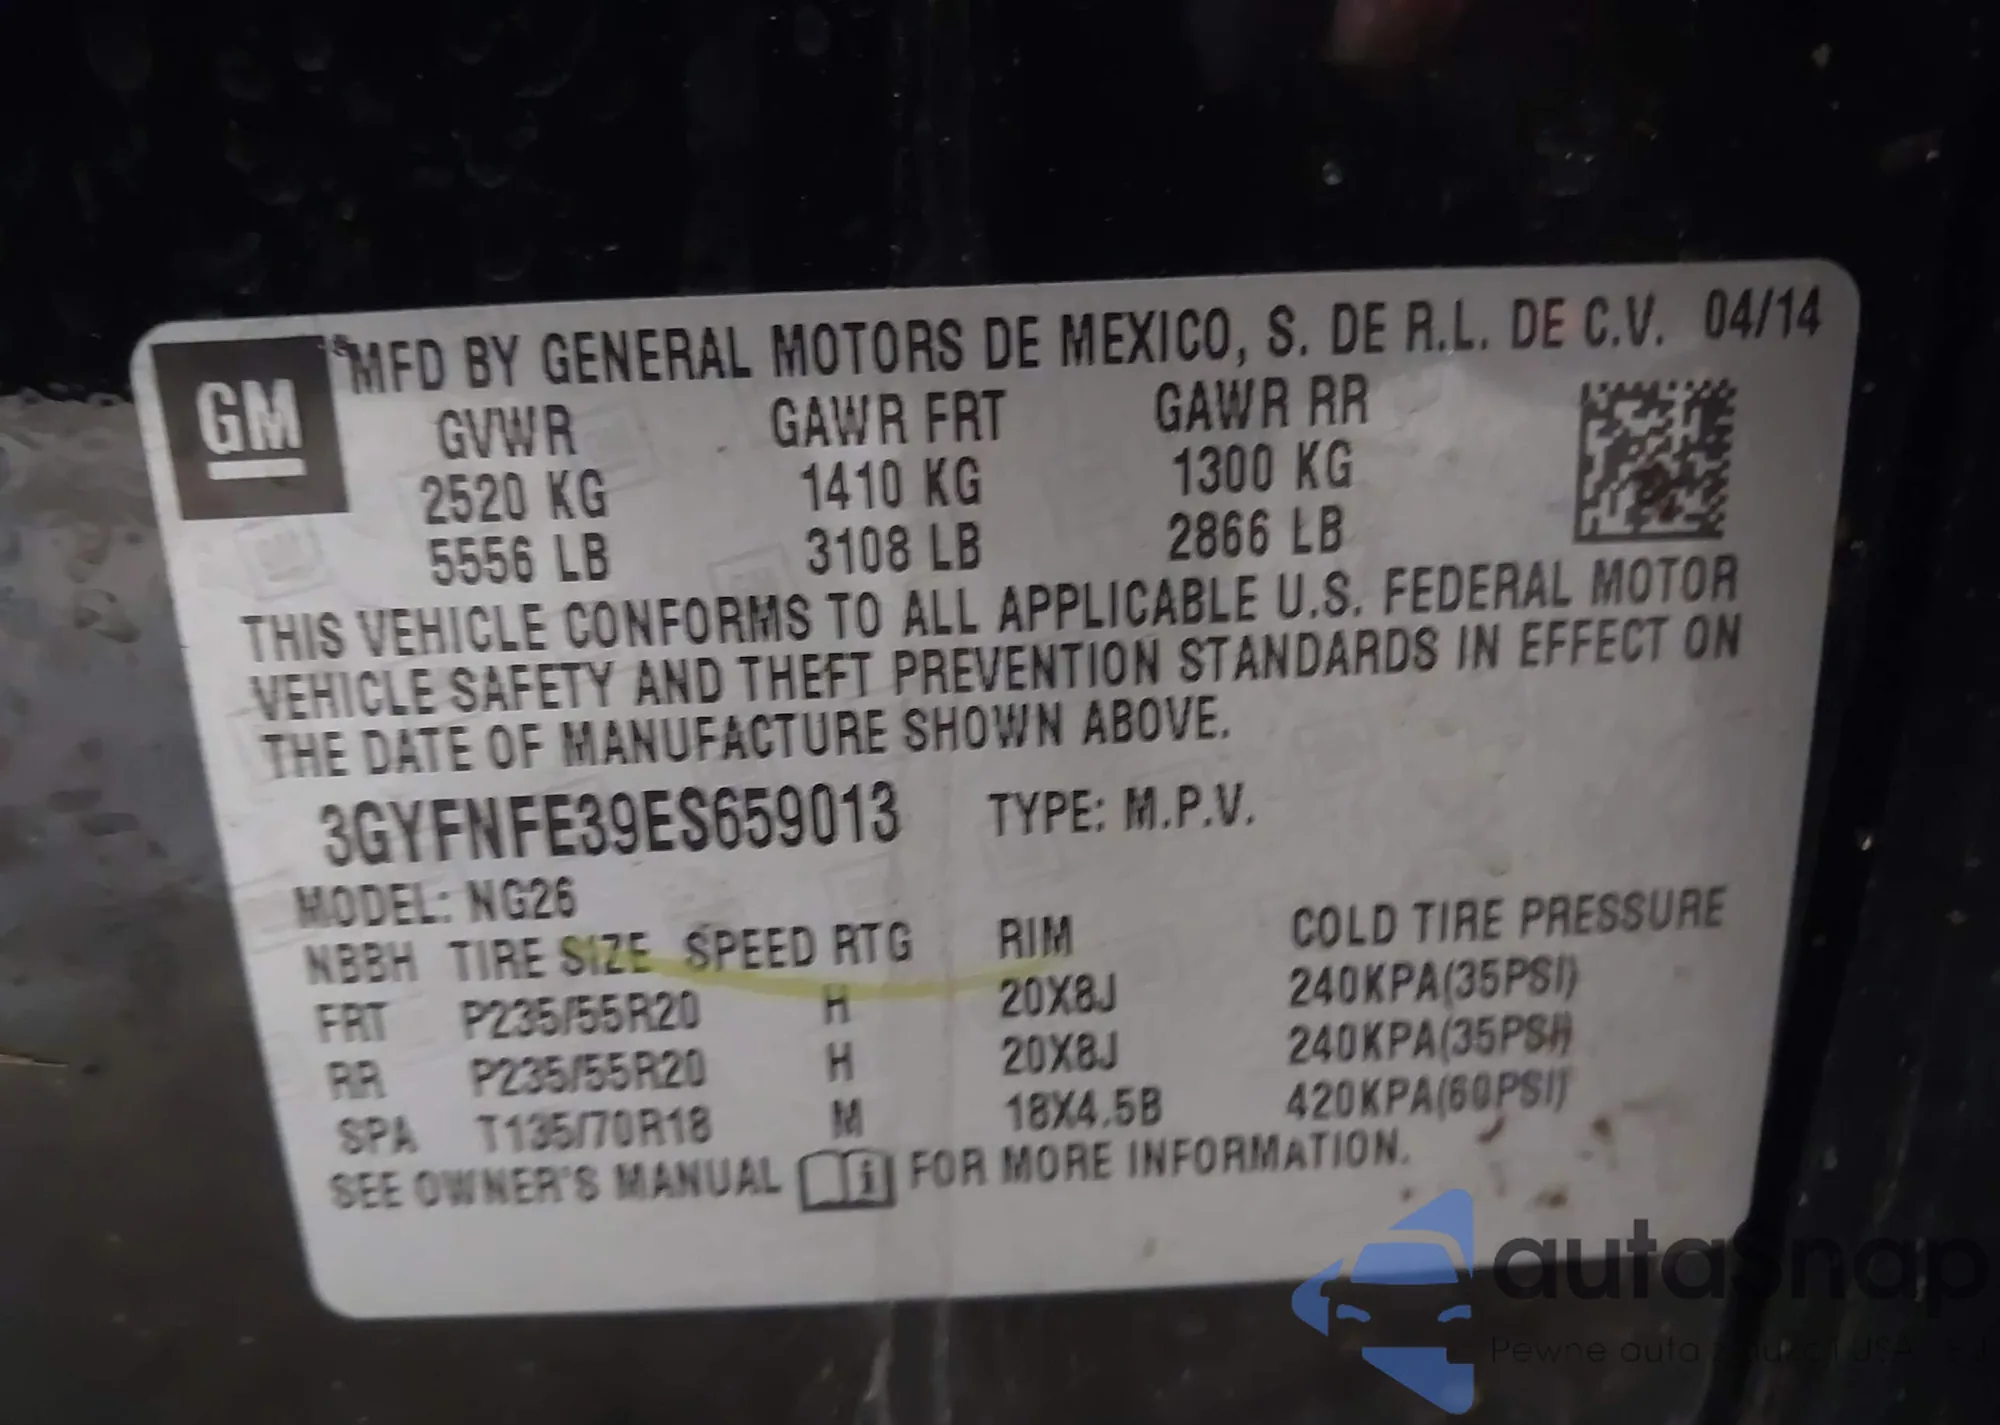 GM
MFD BY GENERAL MOTORS DE MEXICO, S. DE R.L. DE C.V. 04/14
GVWR GAWR FRT GAWR RR
2520 KG 1410 KG 1300 KG
5556 LB 3108 LB 2866 LB
THIS VEHICLE CONFORMS TO ALL APPLICABLE U.S. FEDERAL MOTOR
VEHICLE SAFETY AND THEFT PREVENTION STANDARDS IN EFFECT ON
THE DATE OF MANUFACTURE SHOWN ABOVE.
3GYFNFE39ES659013 TYPE: M.P.V.
MODEL: NG26
NBBH TIRE SIZE SPEED RTG RIM COLD TIRE PRESSURE
FRT P235/55R20 H 20X8J 240KPA(35PSI)
RR P235/55R20 H 20X8J 240KPA(35PSI)
SPA T135/70R18 M 18X4.5B 420KPA(60PSI)
SEE OWNER'S MANUAL FOR MORE INFORMATION.
autasnap
Pewne auta USA